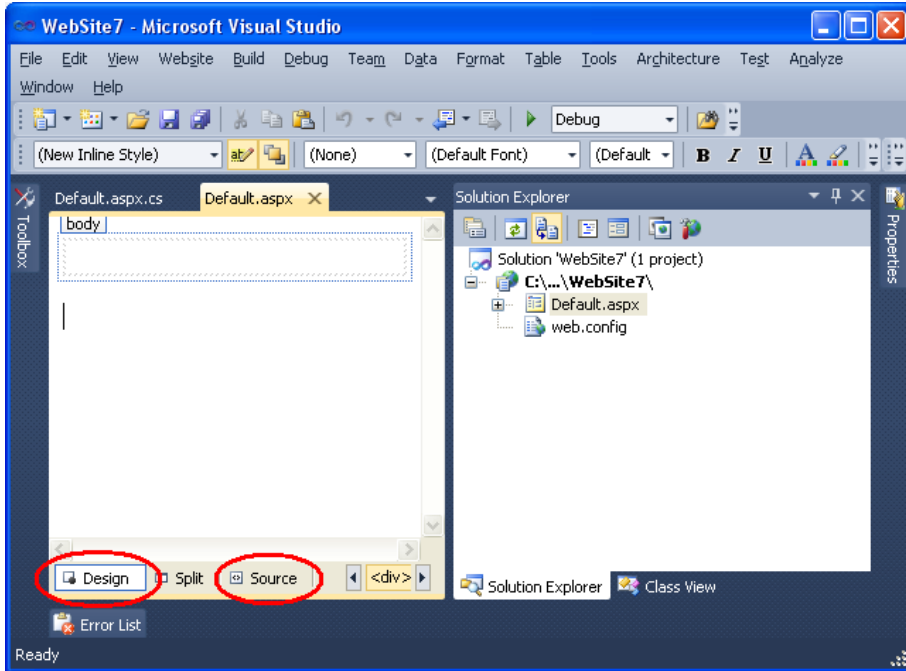 WebSite7 - Microsoft Visual Studio
File Edit View Website Build Debug Team Data Format Table Tools Architecture Test Analyze
Window Help
Debug
(New Inline Style) ab (None) (Default Font) (Default B I U A
Toolbox
Default.aspx.cs Default.aspx
body
Design Split Source <div>
Solution Explorer
Solution 'WebSite7' (1 project)
C:\...\WebSite7\
Default.aspx
web.config
Solution Explorer Class View
Properties
Error List
Ready